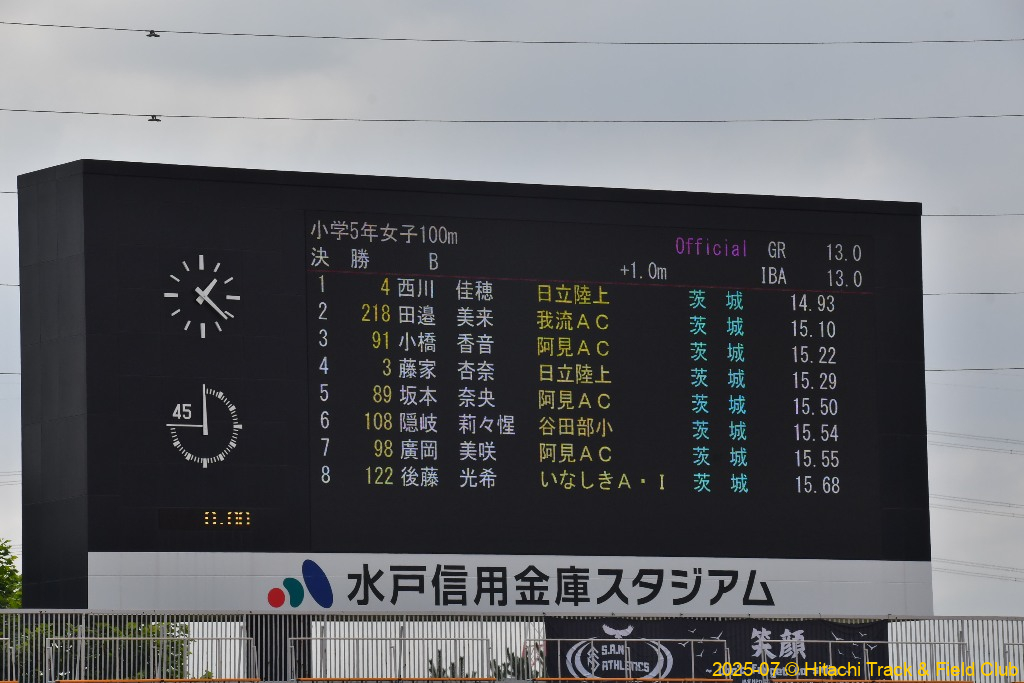 小学5年女子100m
Official GR 13.0
決 勝 B
+1.0m IBA 13.0
1 4 西川 佳穂 日立陸上 茨 城 14.93
2 218 田邉 美来 我流AC 茨 城 15.10
3 91 小橋 香音 阿見AC 茨 城 15.22
4 3 藤家 杏奈 日立陸上 茨 城 15.29
5 89 坂本 奈央 阿見AC 茨 城 15.50
6 108 隠岐 莉々惺 谷田部小 茨 城 15.54
7 98 廣岡 美咲 阿見AC 茨 城 15.55
8 122 後藤 光希 いなしきA・I 茨 城 15.68
45
水戸信用金庫スタジアム
S.A.N
ATHLETICS
笑顔
2025-07 © Hitachi Track & Field Club